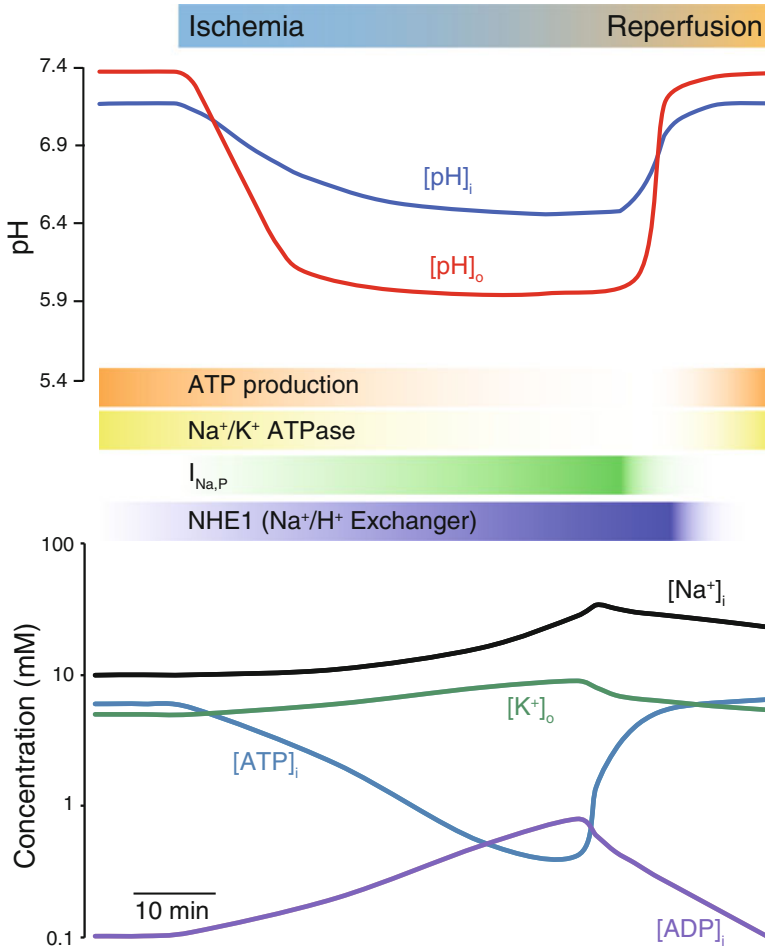 Ischemia Reperfusion
7.4
6.9
6.4
5.9
5.4
pH
[pH]i
[pH]o
ATP production
Na⁺/K⁺ ATPase
I Na,P
NHE1 (Na⁺/H⁺ Exchanger)
100
10
1
0.1
Concentration (mM)
[Na⁺]i
[K⁺]o
[ATP]i
[ADP]i
10 min